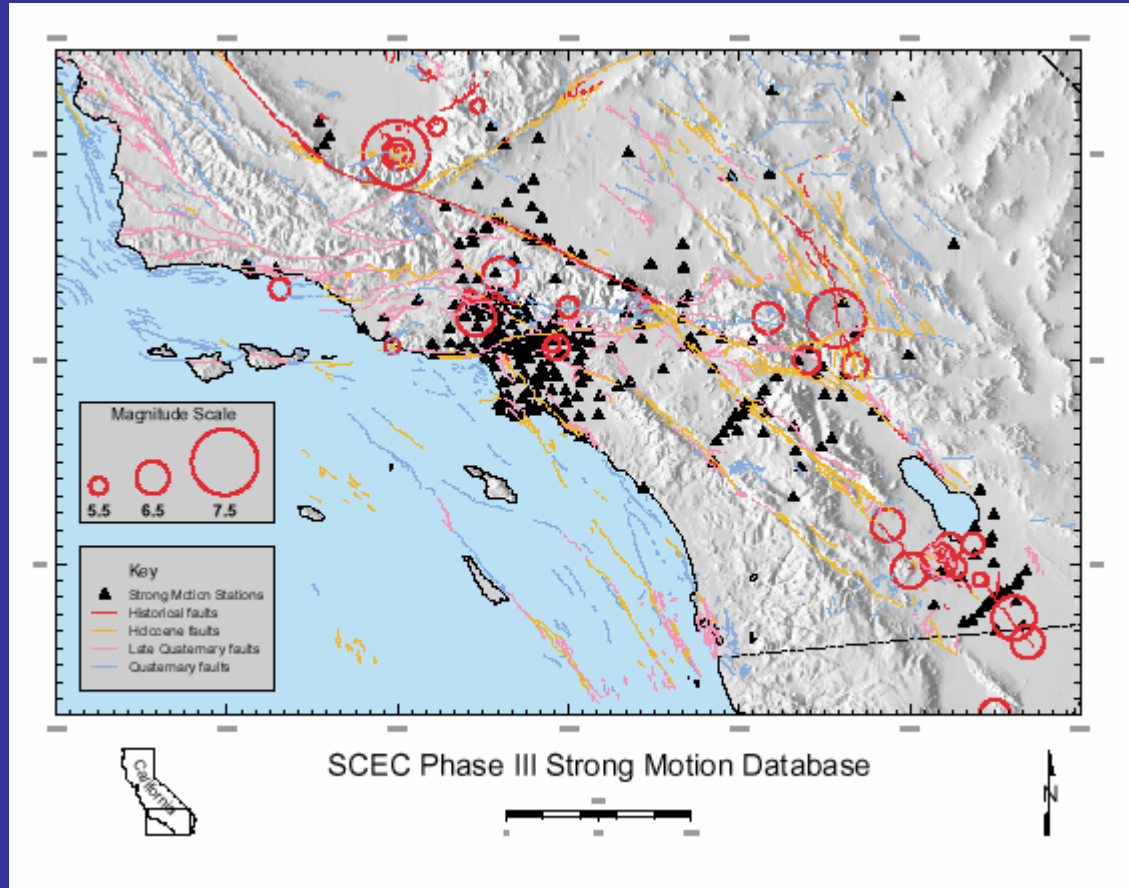 Magnitude Scale
5.5 6.5 7.5
Key
Strong Motion Stations
Historical faults
Holocene faults
Late Quaternary faults
Quaternary faults
California
SCEC Phase III Strong Motion Database
N